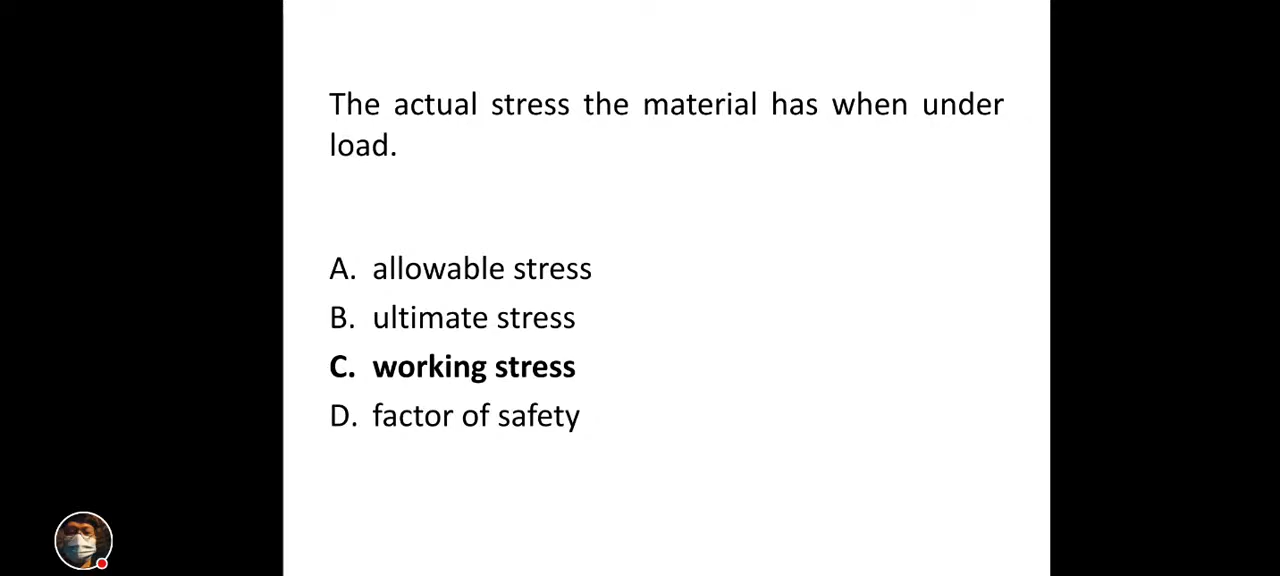 The actual stress the material has when under
load.
A. allowable stress
B. ultimate stress
C. working stress
D. factor of safety